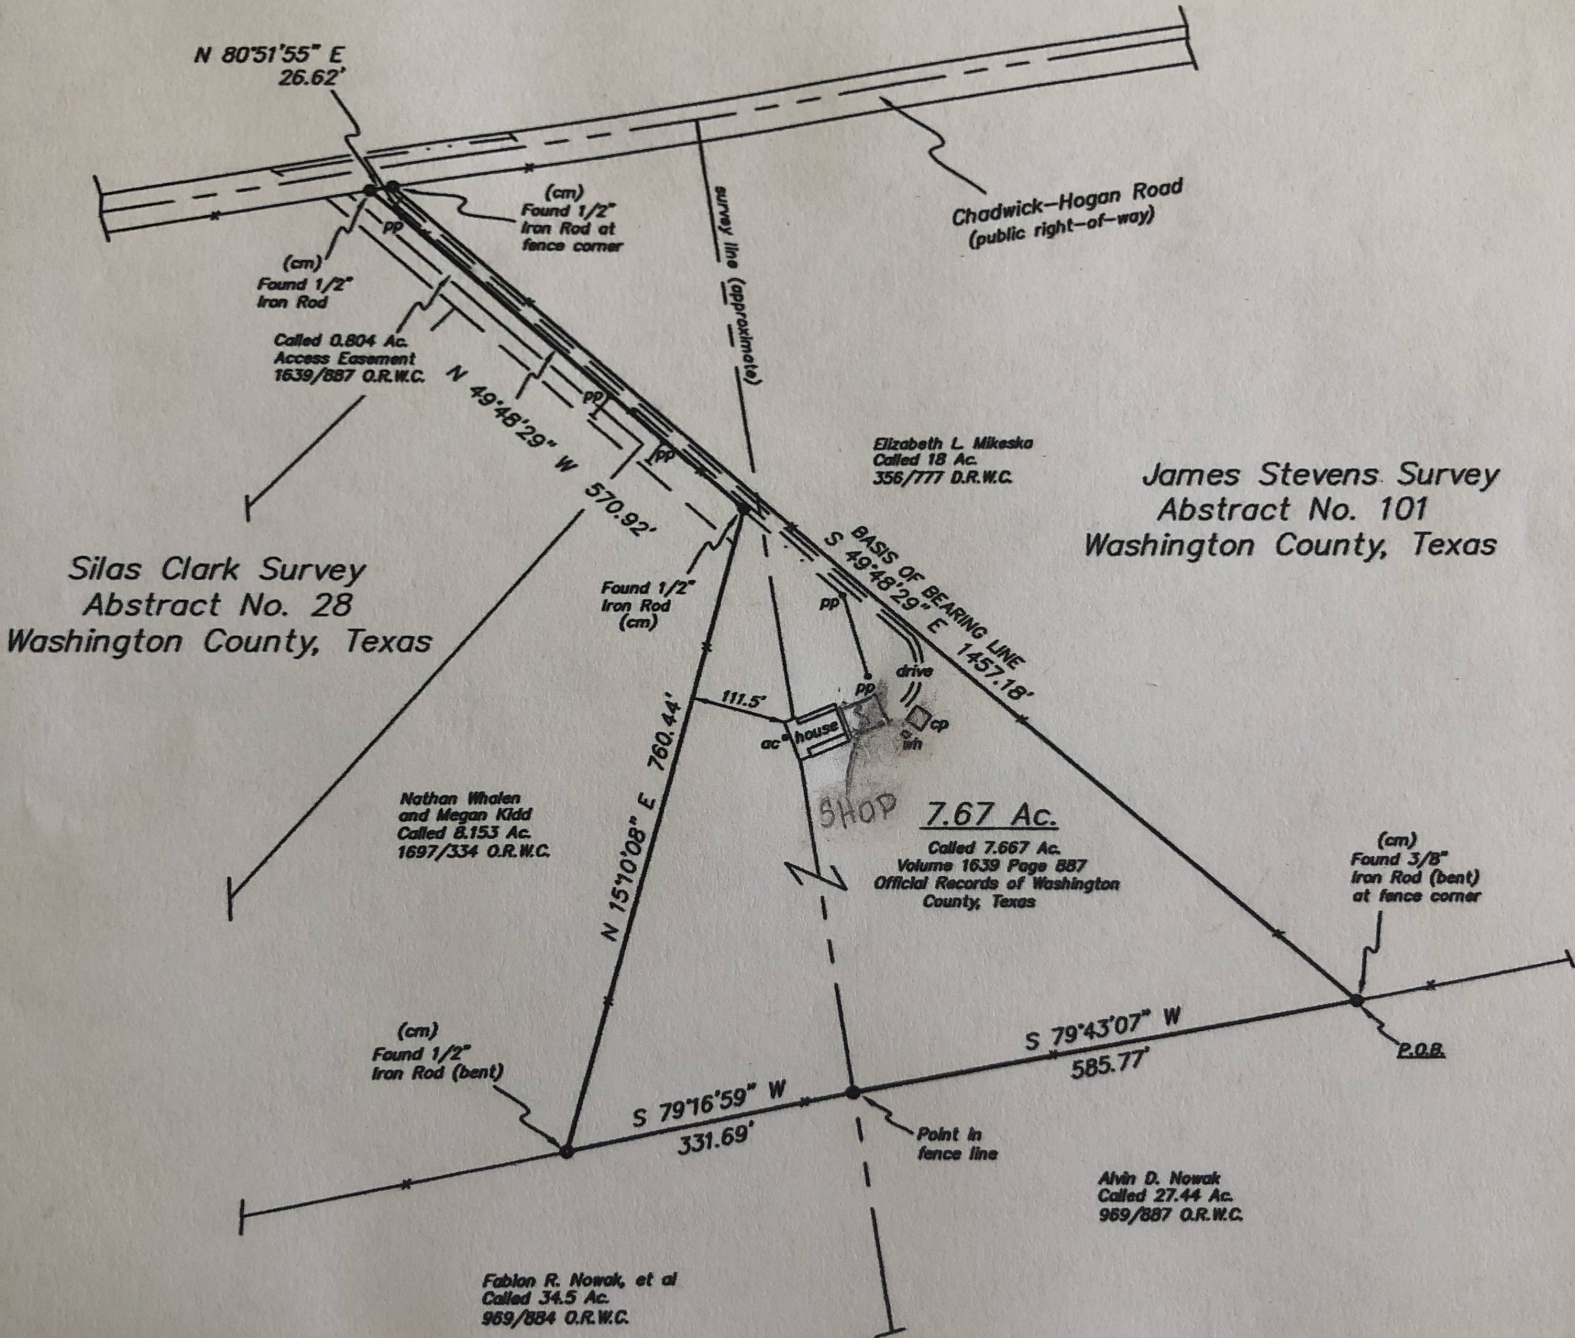 N 80°51'55" E
26.62'
(cm)
Found 1/2"
Iron Rod at
fence corner
survey line (approximate)
Chadwick-Hogan Road
(public right-of-way)
pp
(cm)
Found 1/2"
Iron Rod
Called 0.804 Ac.
Access Easement
1639/887 O.R.W.C.
N 49°48'29" W 570.92'
pp
pp
Elizabeth L. Mikeska
Called 18 Ac.
356/777 D.R.W.C.
James Stevens Survey
Abstract No. 101
Washington County, Texas
Silas Clark Survey
Abstract No. 28
Washington County, Texas
Found 1/2"
Iron Rod
(cm)
BASIS OF BEARING LINE
S 49°48'29" E 1457.18'
pp
drive
pp
111.5'
ac
house
cp
wh
SHOP
N 15°10'08" E 760.44'
Nathan Whalen
and Megan Kidd
Called 8.153 Ac.
1697/334 O.R.W.C.
7.67 Ac.
Called 7.667 Ac.
Volume 1639 Page 887
Official Records of Washington
County, Texas
(cm)
Found 3/8"
Iron Rod (bent)
at fence corner
(cm)
Found 1/2"
Iron Rod (bent)
S 79°43'07" W
585.77'
P.O.B.
S 79°16'59" W
331.69'
Point in
fence line
Alvin D. Nowak
Called 27.44 Ac.
969/887 O.R.W.C.
Fabian R. Nowak, et al
Called 34.5 Ac.
969/884 O.R.W.C.